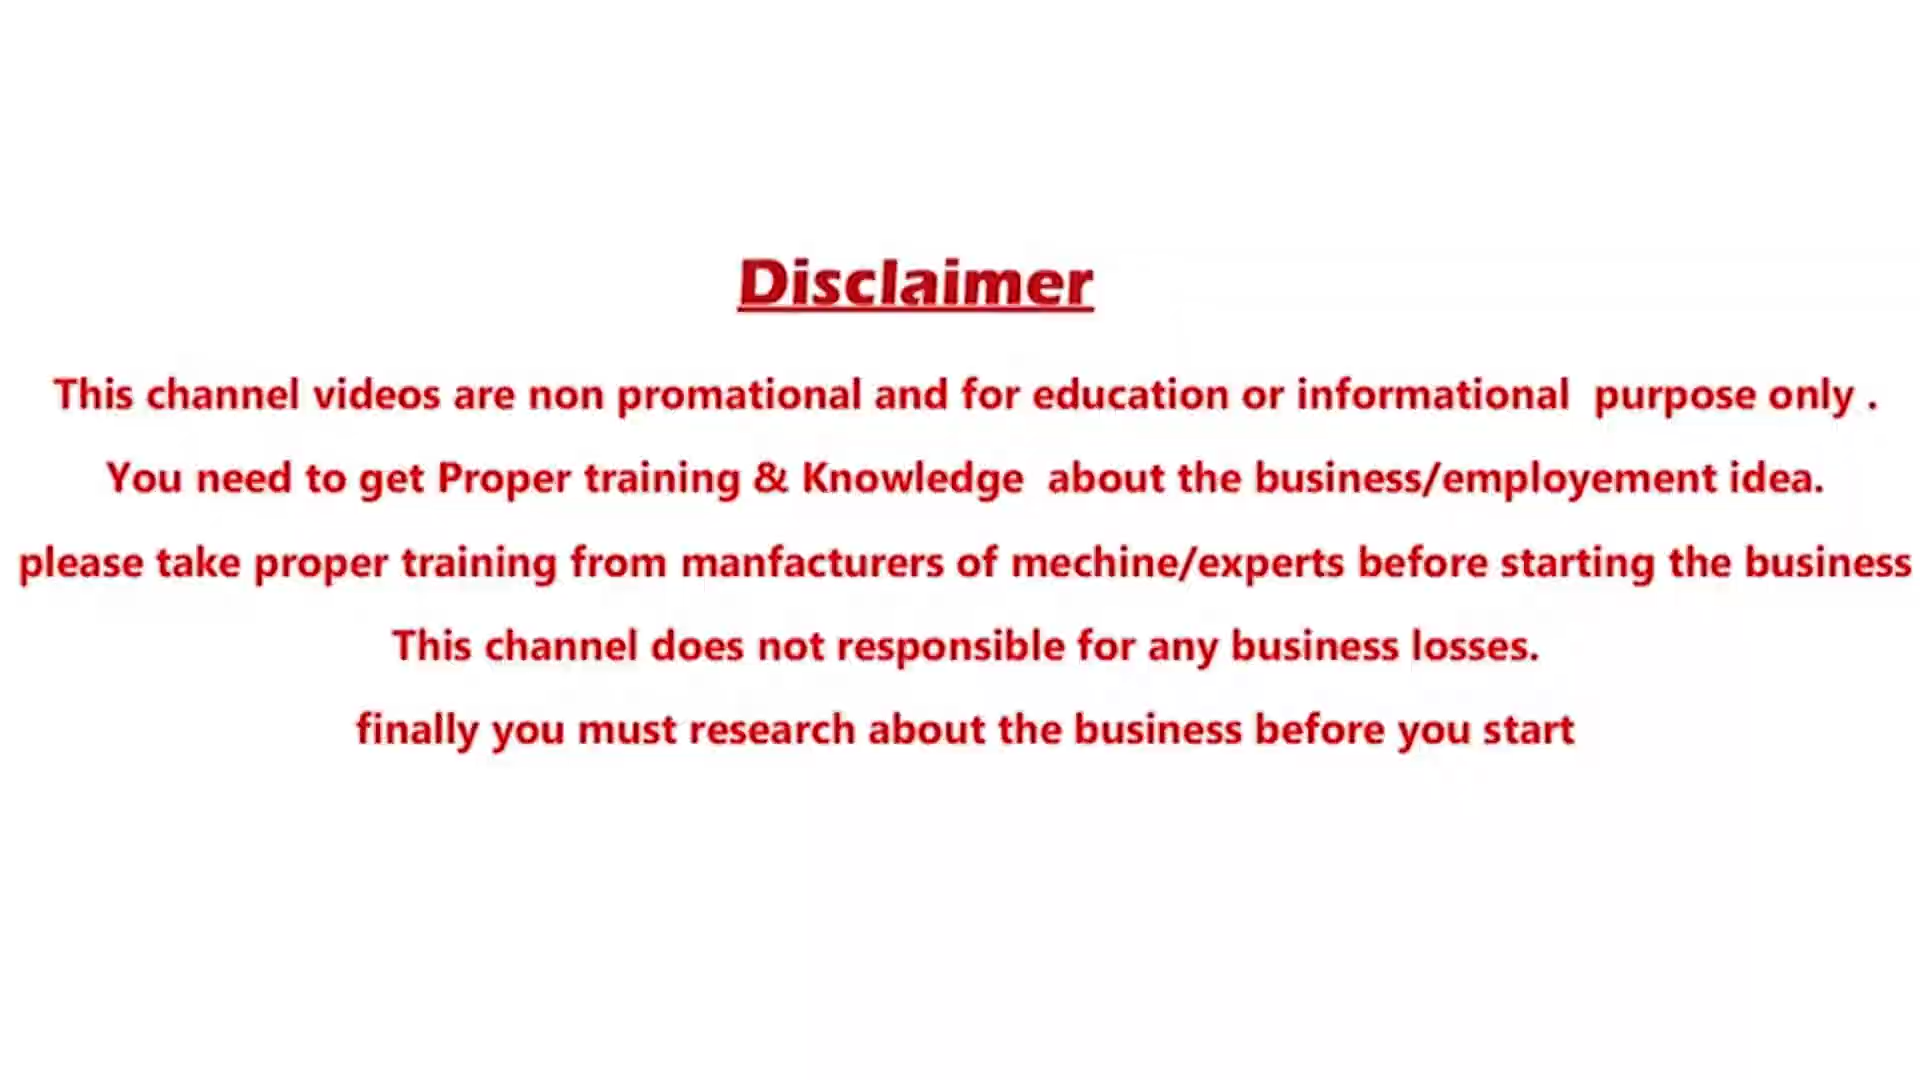 Disclaimer
This channel videos are non promational and for education or informational purpose only .
You need to get Proper training & Knowledge about the business/employement idea.
please take proper training from manfacturers of mechine/experts before starting the business
This channel does not responsible for any business losses.
finally you must research about the business before you start